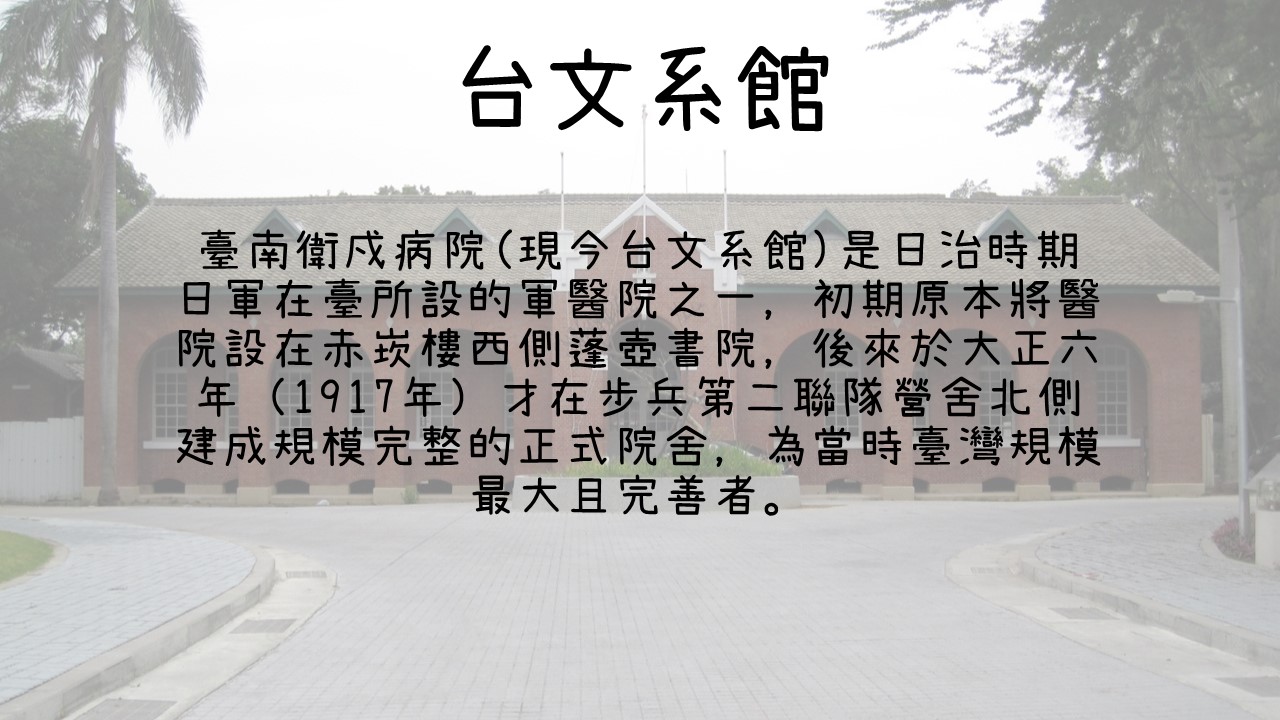 台文系館
臺南衛戍病院(現今台文系館)是日治時期
日軍在臺所設的軍醫院之一，初期原本將醫
院設在赤崁樓西側蓬壺書院，後來於大正六
年（1917年）才在步兵第二聯隊營舍北側
建成規模完整的正式院舍，為當時臺灣規模
最大且完善者。